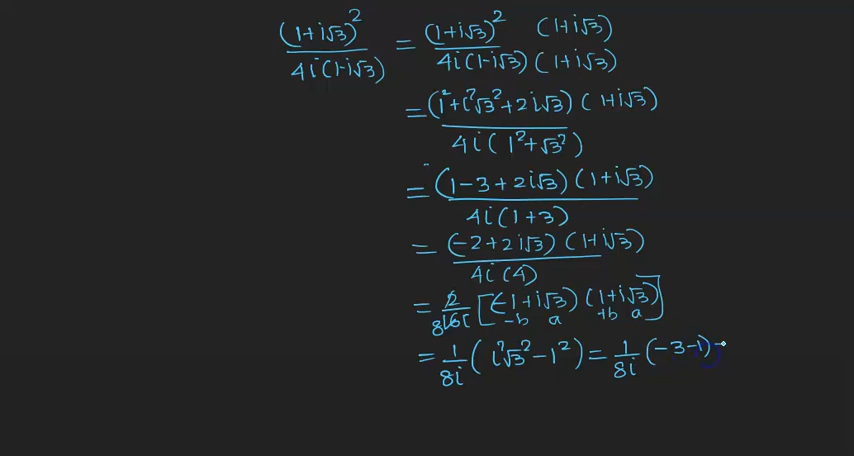 (1+i√3)² / 4i(1-i√3) = (1+i√3)² (1+i√3) / 4i(1-i√3)(1+i√3)
= (1²+i²√3²+2i√3)(1+i√3) / 4i(1²+√3²)
= (1-3+2i√3)(1+i√3) / 4i(1+3)
= (-2+2i√3)(1+i√3) / 4i(4)
= 2 / 8 16i [(-1+i√3)(1+i√3)]
-b a +b a
= 1/8i (i²√3²-1²) = 1/8i (-3-1)